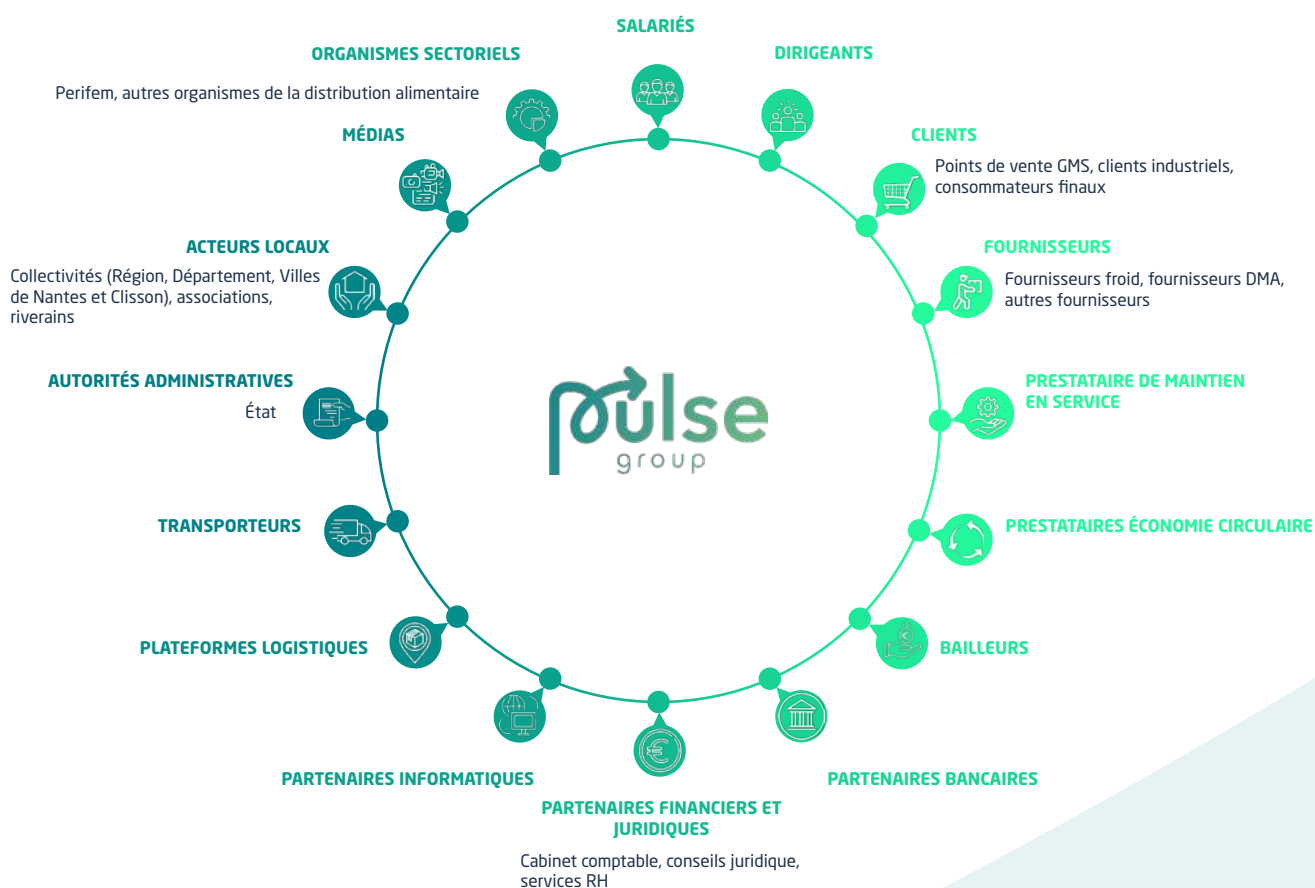 SALARIÉS
DIRIGEANTS
CLIENTS
Points de vente GMS, clients industriels,
consommateurs finaux
FOURNISSEURS
Fournisseurs froid, fournisseurs DMA,
autres fournisseurs
PRESTATAIRE DE MAINTIEN
EN SERVICE
PRESTATAIRES ÉCONOMIE CIRCULAIRE
BAILLEURS
PARTENAIRES BANCAIRES
PARTENAIRES FINANCIERS ET
JURIDIQUES
Cabinet comptable, conseils juridique,
services RH
PARTENAIRES INFORMATIQUES
PLATEFORMES LOGISTIQUES
TRANSPORTEURS
AUTORITÉS ADMINISTRATIVES
État
ACTEURS LOCAUX
Collectivités (Région, Département, Villes
de Nantes et Clisson), associations,
riverains
MÉDIAS
ORGANISMES SECTORIELS
Perifem, autres organismes de la distribution alimentaire
pulse
group